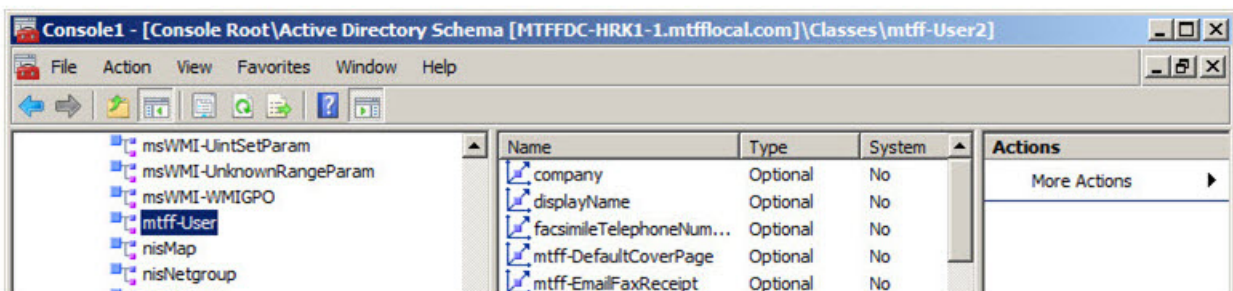 Console1 - [Console Root\Active Directory Schema [MTFFDC-HRK1-1.mtfflocal.com]\Classes\mtff-User2]
File Action View Favorites Window Help
msWMI-UintSetParam
msWMI-UnknownRangeParam
msWMI-WMIGPO
mtff-User
nisMap
nisNetgroup
Name Type System
company Optional No
displayName Optional No
facsimileTelephoneNum... Optional No
mtff-DefaultCoverPage Optional No
mtff-EmailFaxReceipt Optional No
Actions
More Actions